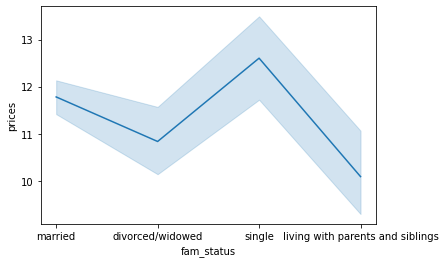 13
12
11
10
prices
married
divorced/widowed
single
living with parents and siblings
fam_status